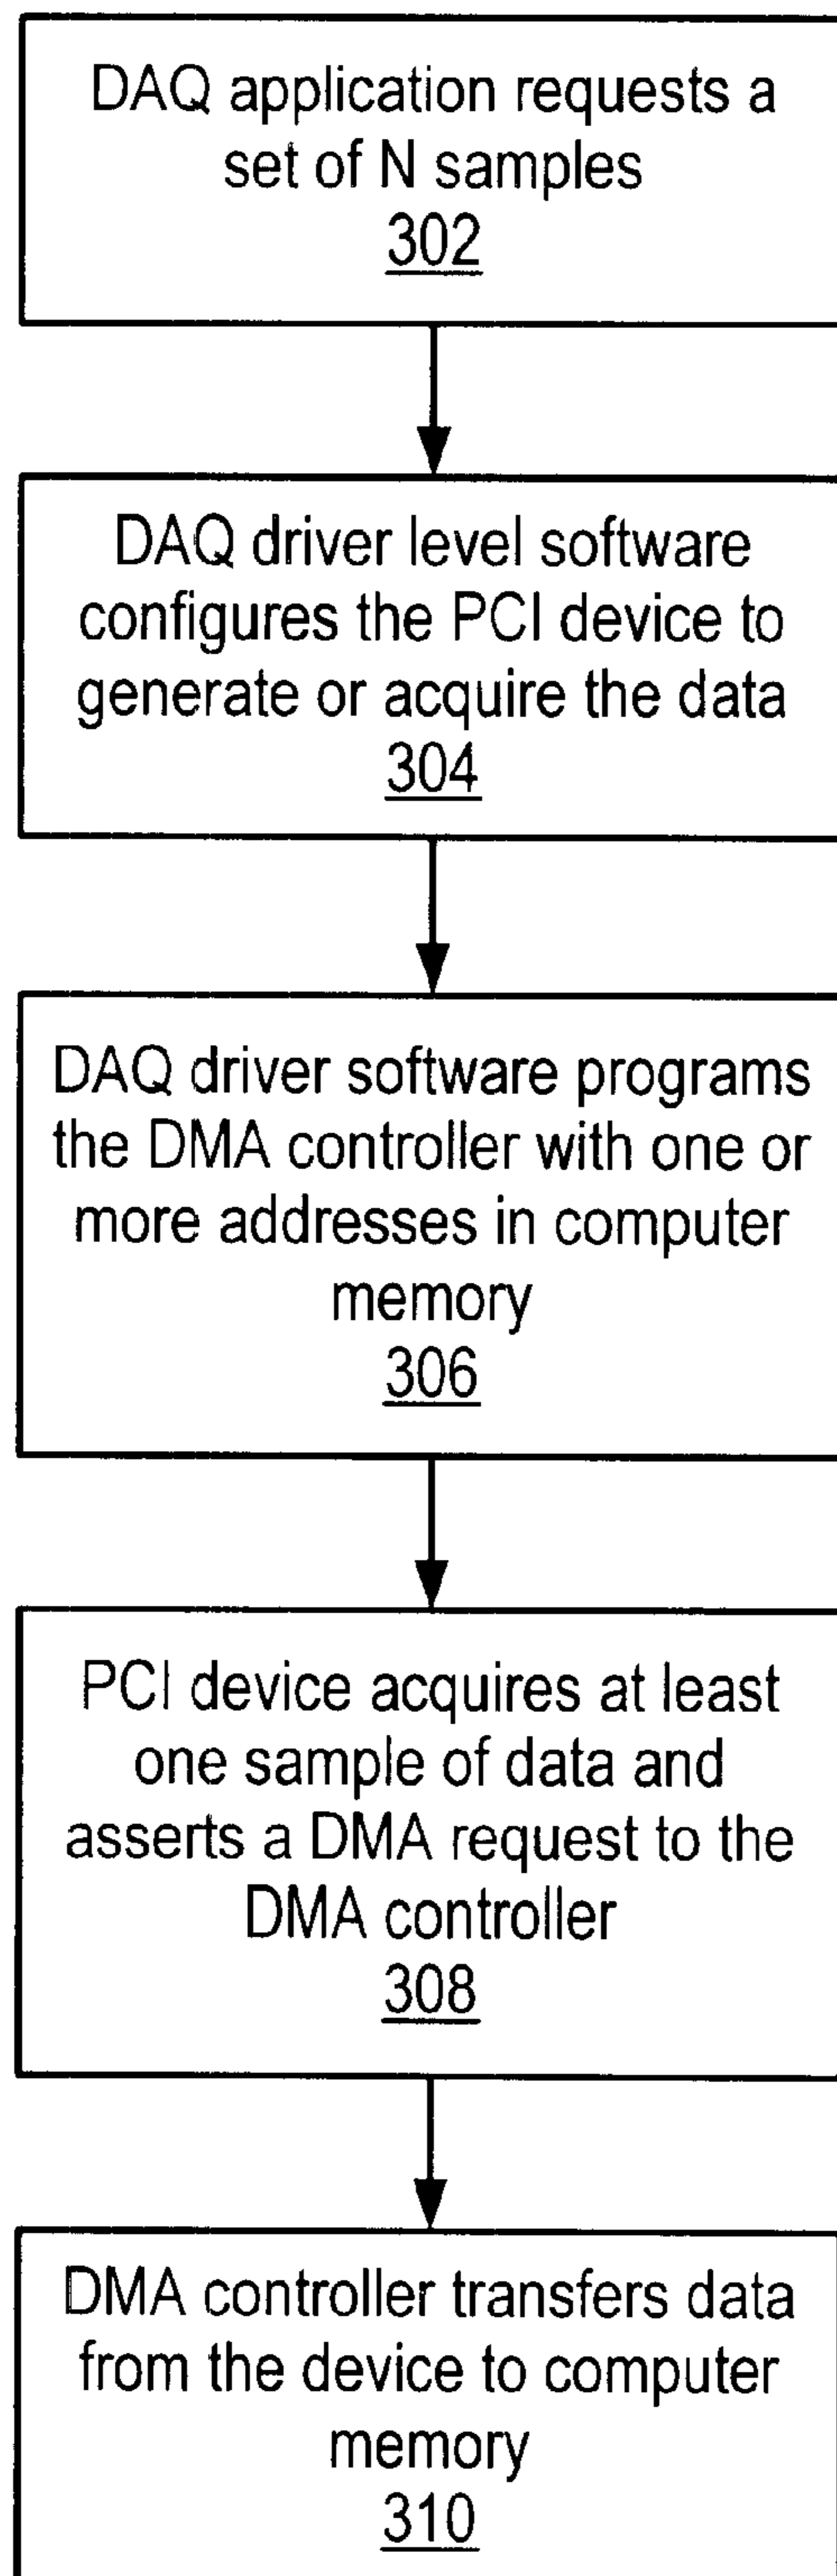 DAQ application requests a
set of N samples
302
DAQ driver level software
configures the PCI device to
generate or acquire the data
304
DAQ driver software programs
the DMA controller with one or
more addresses in computer
memory
306
PCI device acquires at least
one sample of data and
asserts a DMA request to the
DMA controller
308
DMA controller transfers data
from the device to computer
memory
310